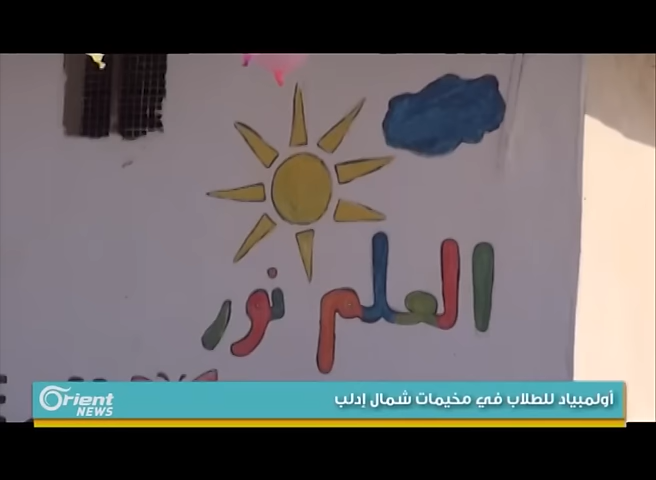 العلم نور
أولمبياد للطلاب في مخيمات شمال إدلب
Orient
NEWS